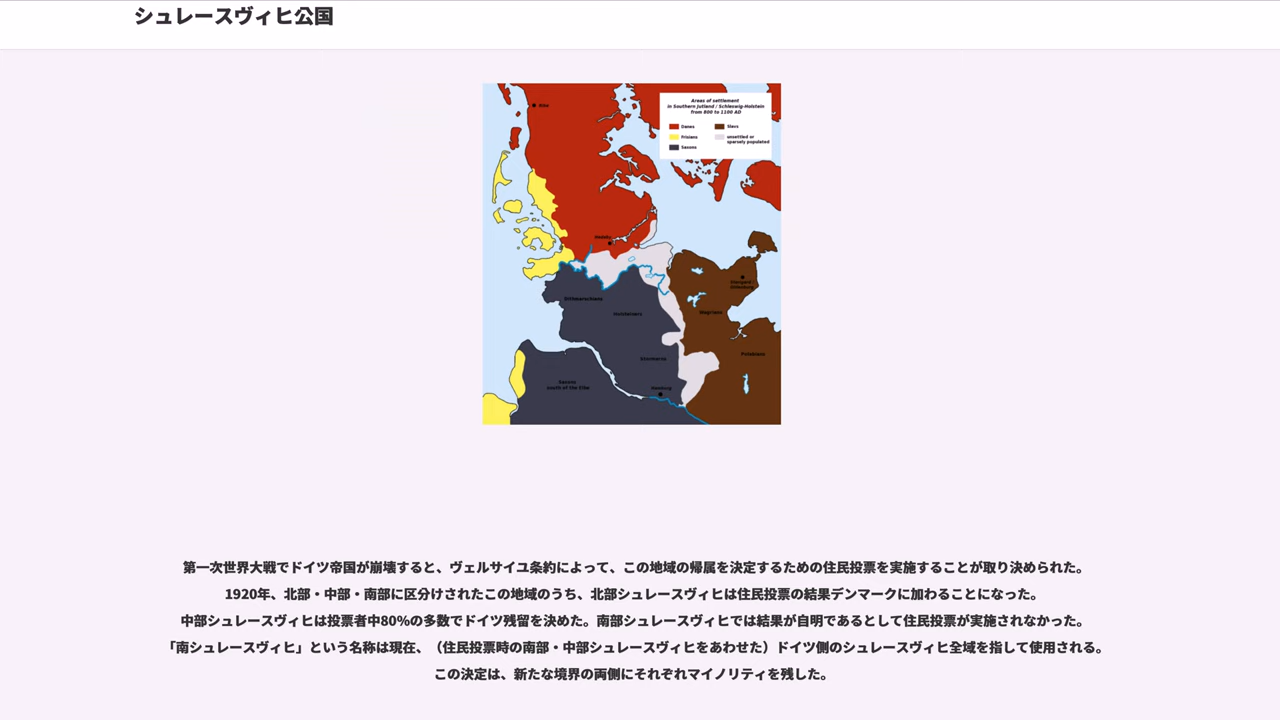 シュレースヴィヒ公国
Areas of settlement
in Southern Jutland / Schleswig-Holstein
from 800 to 1100 AD
Danes
Slavs
Frisians
unsettled or
sparsely populated
Saxons
Ribe
Hedeby
Dithmarschians
Holsteiners
Wagrians
Stormarns
Polabians
Saxons
south of the Elbe
Hamburg
第一次世界大戦でドイツ帝国が崩壊すると、ヴェルサイユ条約によって、この地域の帰属を決定するための住民投票を実施することが取り決められた。
1920年、北部・中部・南部に区分けされたこの地域のうち、北部シュレースヴィヒは住民投票の結果デンマークに加わることになった。
中部シュレースヴィヒは投票者中80%の多数でドイツ残留を決めた。南部シュレースヴィヒでは結果が自明であるとして住民投票が実施されなかった。
「南シュレースヴィヒ」という名称は現在、（住民投票時の南部・中部シュレースヴィヒをあわせた）ドイツ側のシュレースヴィヒ全域を指して使用される。
この決定は、新たな境界の両側にそれぞれマイノリティを残した。